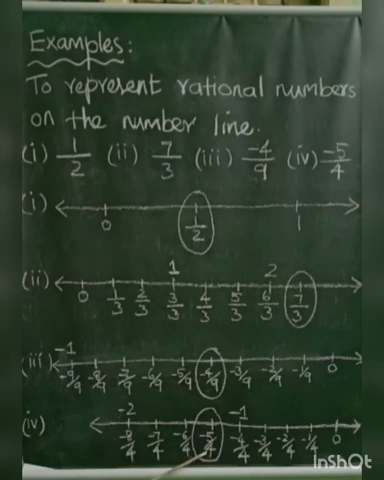 Examples:
To represent rational numbers
on the number line.
(i) 1/2 (ii) 7/3 (iii) -4/9 (iv) -5/4
(i) 0 1/2 1
(ii) 1 2
0 1/3 2/3 3/3 4/3 5/3 6/3 7/3
(iii) -1
-9/9 -8/9 -7/9 -6/9 -5/9 -4/9 -3/9 -2/9 -1/9 0
(iv) -2 -1
-8/4 -7/4 -6/4 -5/4 -4/4 -3/4 -2/4 -1/4 0
InShOt